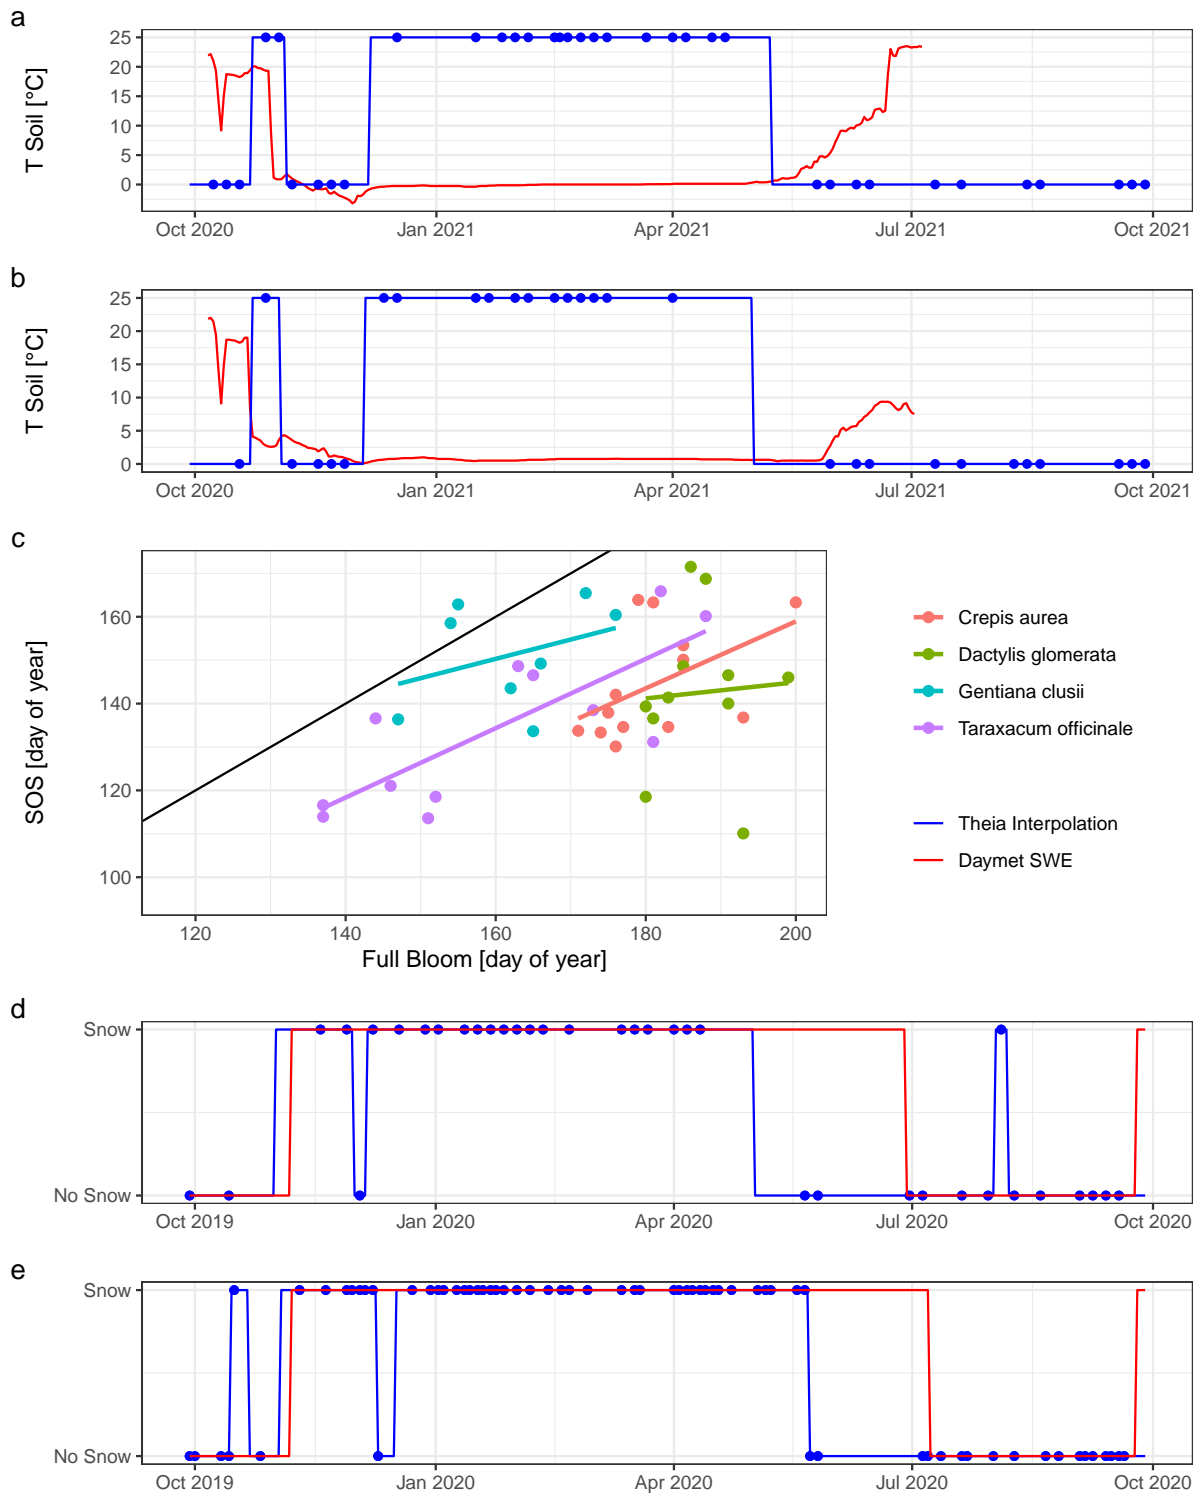 a
T Soil [°C]
25
20
15
10
5
0
Oct 2020
Jan 2021
Apr 2021
Jul 2021
Oct 2021
b
T Soil [°C]
25
20
15
10
5
0
Oct 2020
Jan 2021
Apr 2021
Jul 2021
Oct 2021
c
SOS [day of year]
160
140
120
100
120
140
160
180
200
Full Bloom [day of year]
Crepis aurea
Dactylis glomerata
Gentiana clusii
Taraxacum officinale
Theia Interpolation
Daymet SWE
d
Snow
No Snow
Oct 2019
Jan 2020
Apr 2020
Jul 2020
Oct 2020
e
Snow
No Snow
Oct 2019
Jan 2020
Apr 2020
Jul 2020
Oct 2020